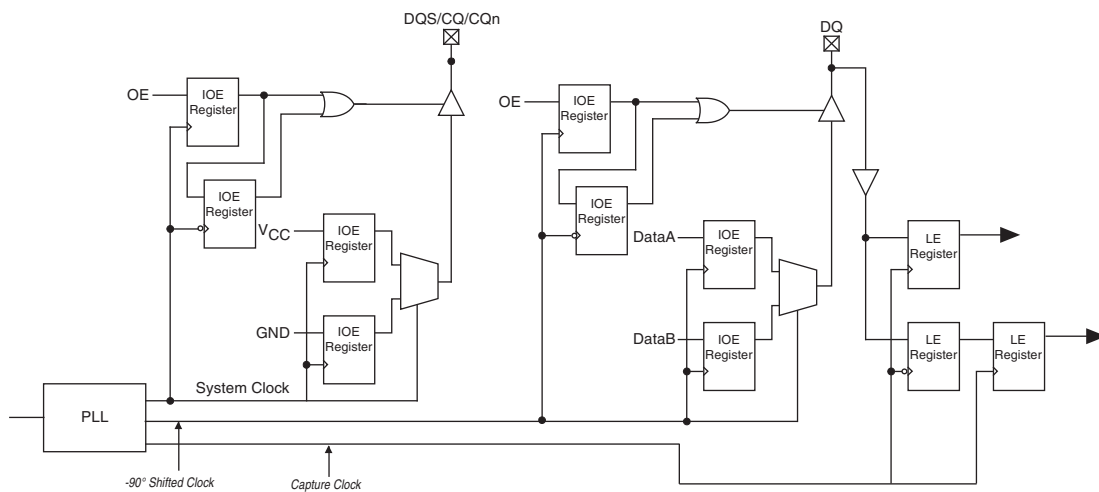 DQS/CQ/CQn
DQ
OE
IOE
Register
OE
IOE
Register
IOE
Register
IOE
Register
VCC
IOE
Register
DataA
IOE
Register
LE
Register
GND
IOE
Register
DataB
IOE
Register
LE
Register
LE
Register
System Clock
PLL
-90° Shifted Clock
Capture Clock